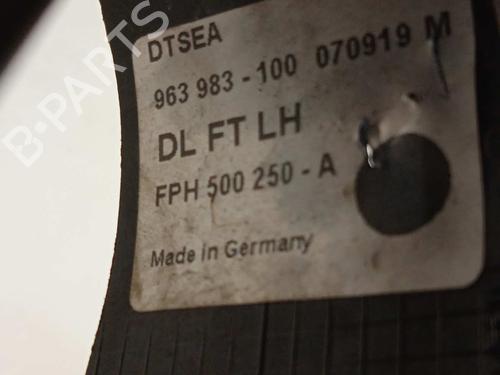 B-PARTS
DTSEA
963 983 - 100 070919 M
DL FT LH
FPH 500 250 - A
Made in Germany